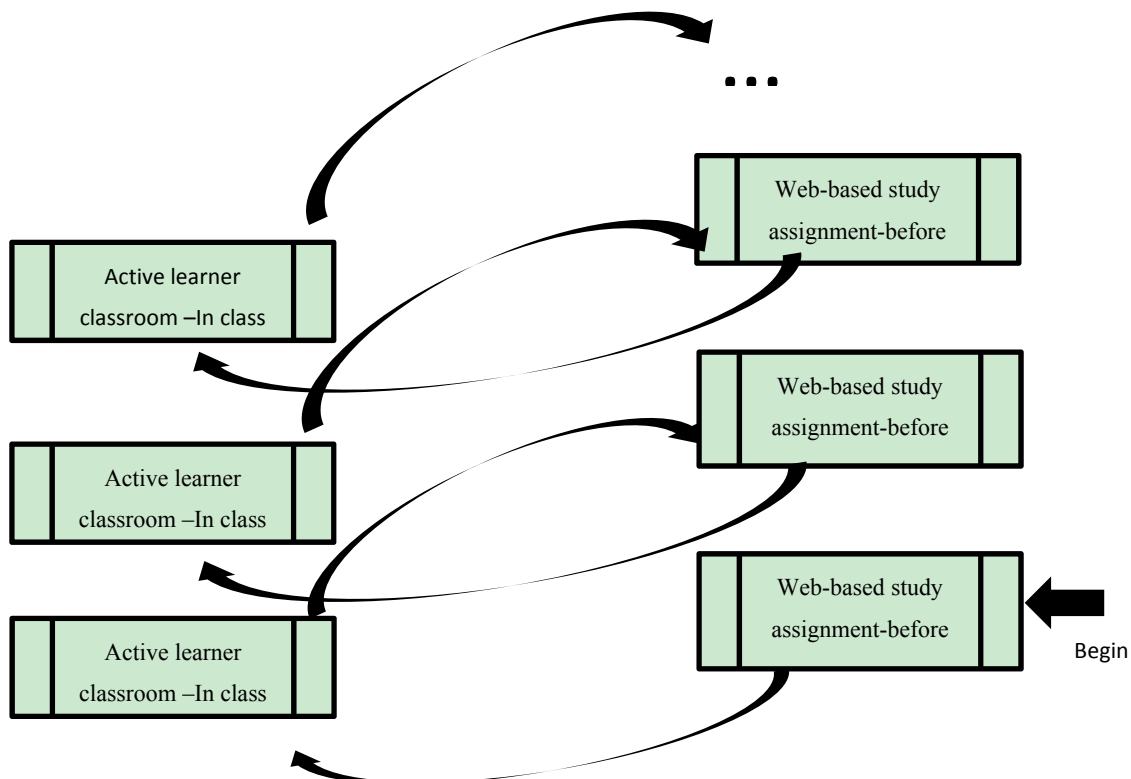 ...
Web-based study
assignment-before
Active learner
classroom –In class
Web-based study
assignment-before
Active learner
classroom –In class
Web-based study
assignment-before
Begin
Active learner
classroom –In class